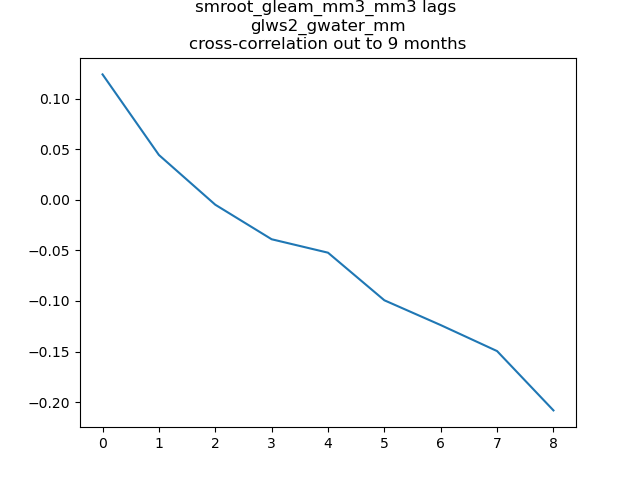 smroot_gleam_mm3_mm3 lags
glws2_gwater_mm
cross-correlation out to 9 months
0.10
0.05
0.00
−0.05
−0.10
−0.15
−0.20
0 1 2 3 4 5 6 7 8